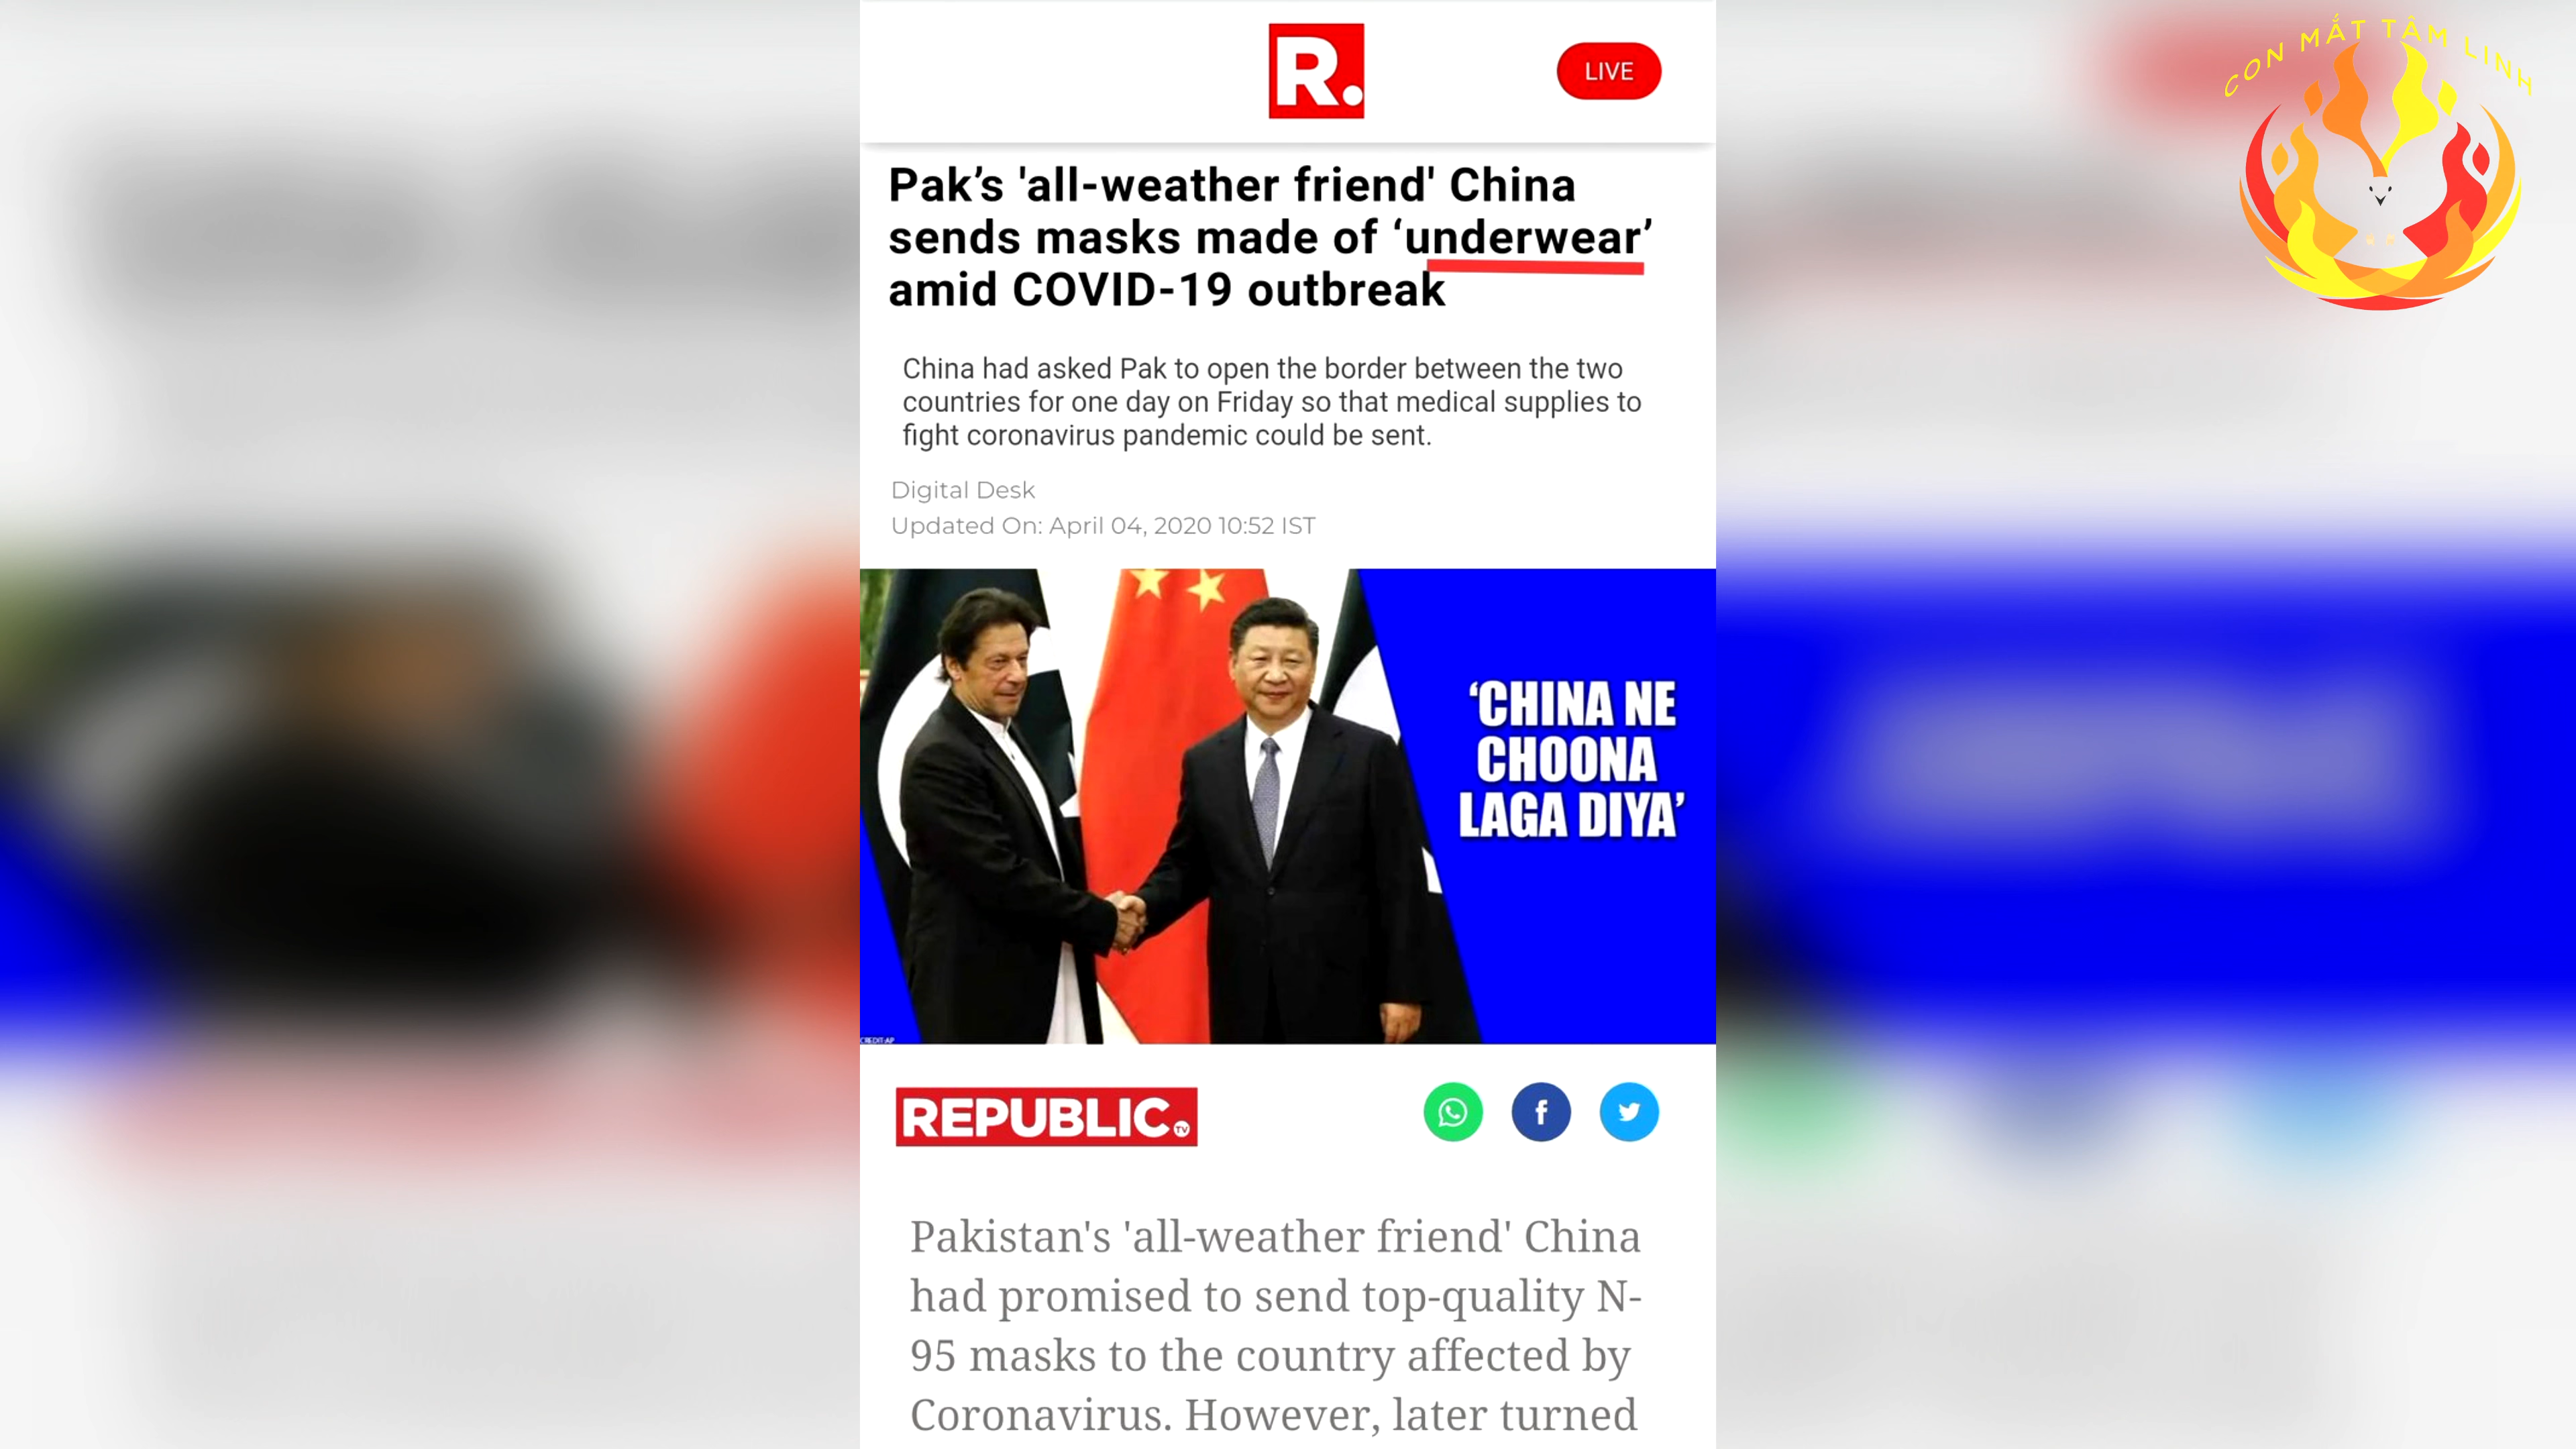 CON MẮT TÂM LINH
R.
LIVE
Pak’s 'all-weather friend' China
sends masks made of ‘underwear’
amid COVID-19 outbreak
China had asked Pak to open the border between the two
countries for one day on Friday so that medical supplies to
fight coronavirus pandemic could be sent.
Digital Desk
Updated On: April 04, 2020 10:52 IST
‘CHINA NE
CHOONA
LAGA DIYA’
CREDIT:AP
REPUBLIC.TV
Pakistan's 'all-weather friend' China
had promised to send top-quality N-
95 masks to the country affected by
Coronavirus. However, later turned